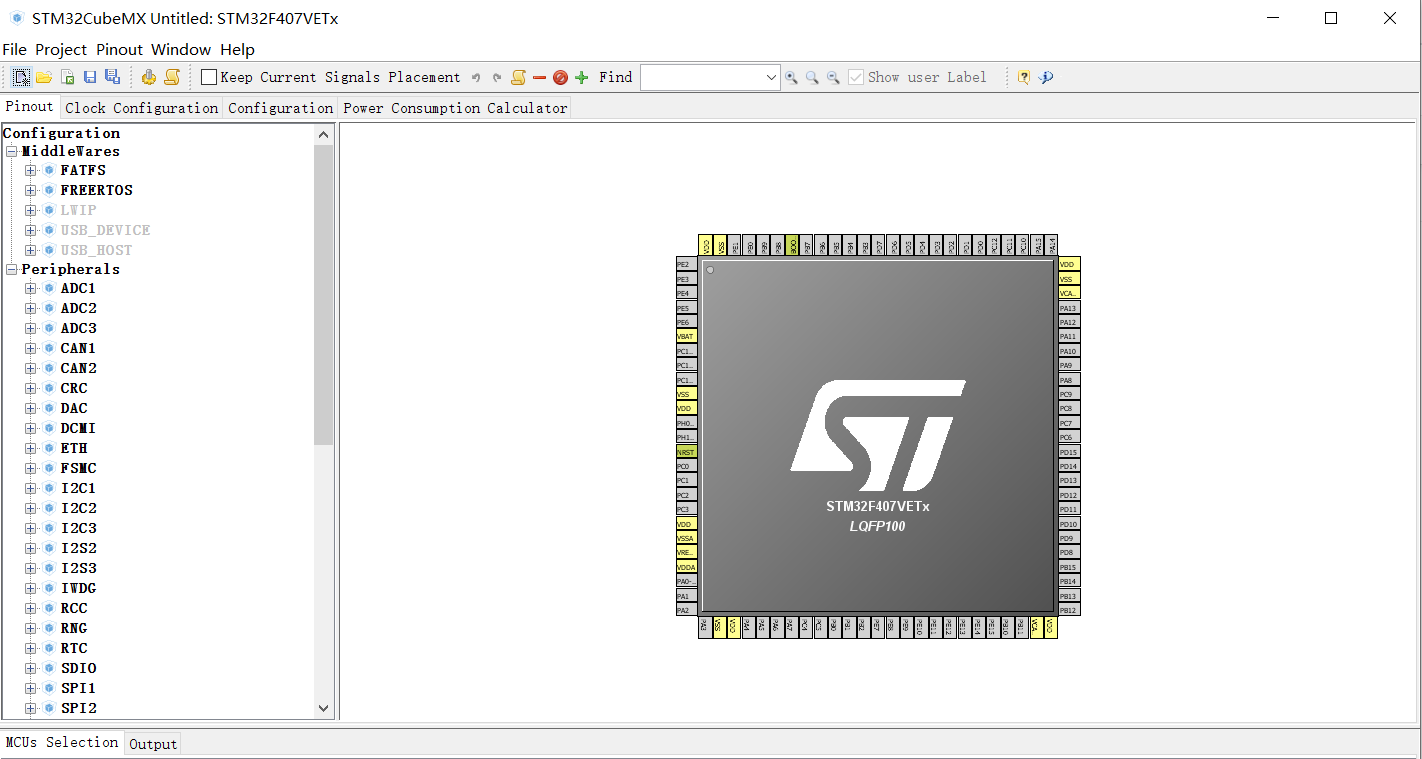 STM32CubeMX Untitled: STM32F407VETx
File Project Pinout Window Help
Keep Current Signals Placement Find Show user Label
Pinout Clock Configuration Configuration Power Consumption Calculator
Configuration
MiddleWares
FATFS
FREERTOS
LWIP
USB_DEVICE
USB_HOST
Peripherals
ADC1
ADC2
ADC3
CAN1
CAN2
CRC
DAC
DCMI
ETH
FSMC
I2C1
I2C2
I2C3
I2S2
I2S3
IWDG
RCC
RNG
RTC
SDIO
SPI1
SPI2
VDD VSS PE1 PE0 PB9 PB8 BOO PB7 PB6 PB5 PB4 PB3 PD7 PD6 PD5 PD4 PD3 PD2 PD1 PD0 PC12 PC11 PC10 PA15 PA14
PE2
PE3
PE4
PE5
PE6
VBAT
PC1..
PC1..
PC1..
VSS
VDD
PH0..
PH1..
NRST
PC0
PC1
PC2
PC3
VDD
VSSA
VRE..
VDDA
PA0-..
PA1
PA2
STM32F407VETx
LQFP100
VDD
VSS
VCA..
PA13
PA12
PA11
PA10
PA9
PA8
PC9
PC8
PC7
PC6
PD15
PD14
PD13
PD12
PD11
PD10
PD9
PD8
PB15
PB14
PB13
PB12
PA3 VSS VDD PA4 PA5 PA6 PA7 PC4 PC5 PB0 PB1 PB2 PE7 PE8 PE9 PE10 PE11 PE12 PE13 PE14 PE15 PB10 PB11 VCA VDD
MCUs Selection Output